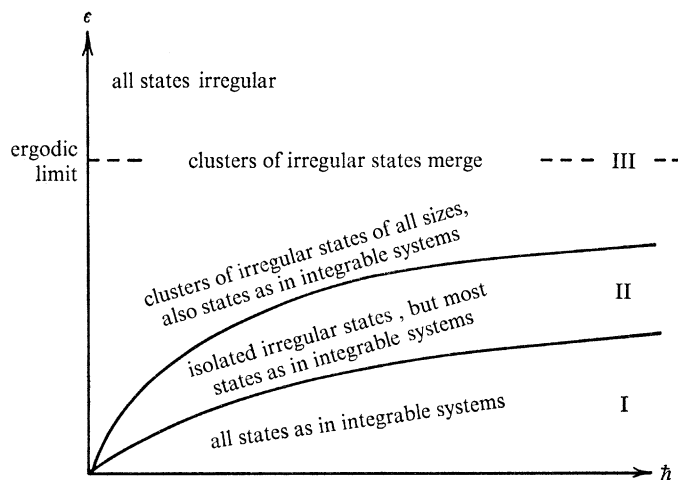 ϵ
all states irregular
ergodic
limit
clusters of irregular states merge
III
clusters of irregular states of all sizes,
also states as in integrable systems
II
isolated irregular states , but most
states as in integrable systems
I
all states as in integrable systems
ℏ